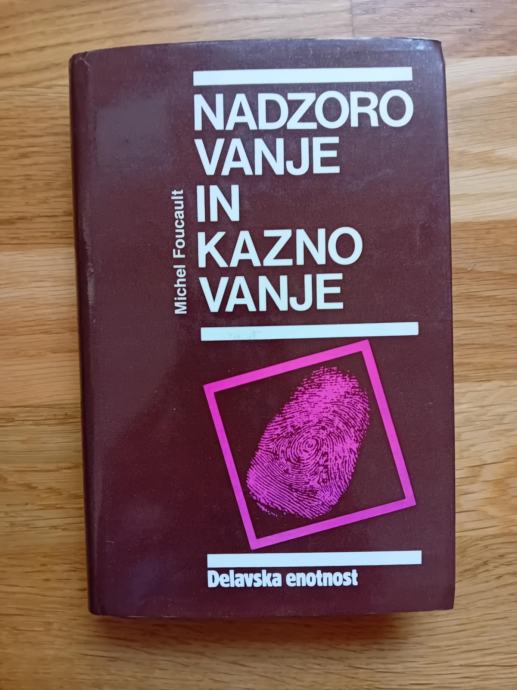 NADZORO
VANJE
IN
KAZNO
VANJE
Michel Foucault
Delavska enotnost